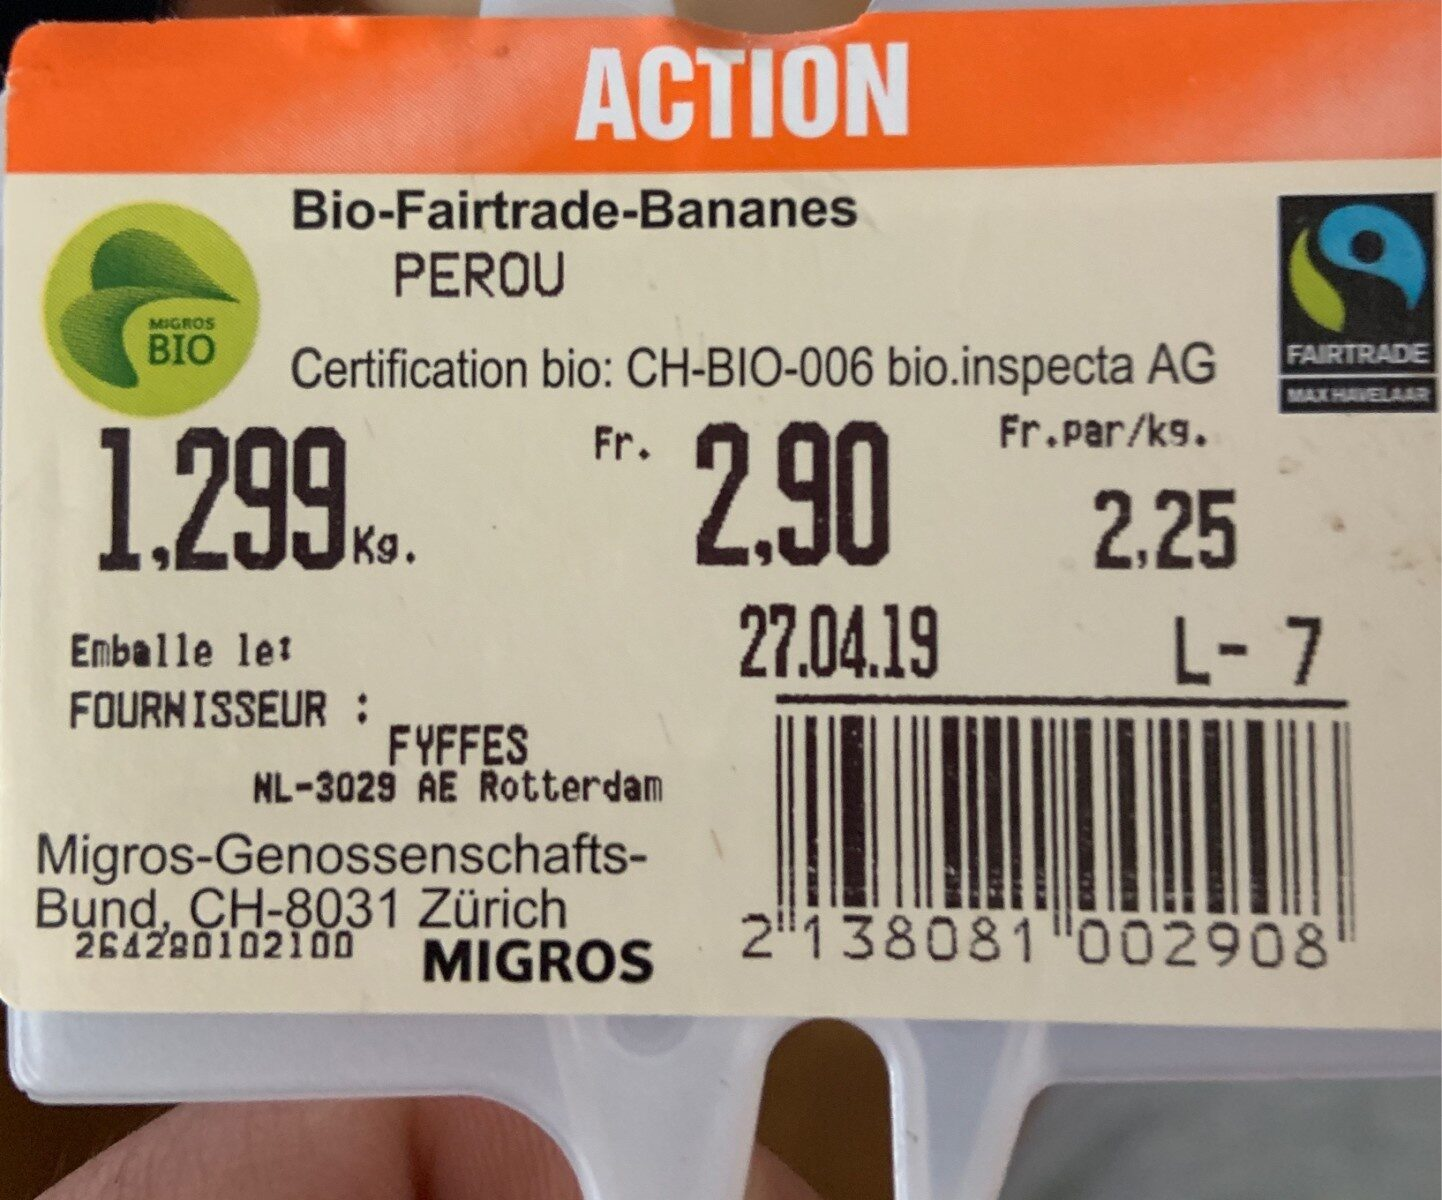 ACTION
Bio-Fairtrade-Bananes
PEROU
MIGROS
BIO
FAIRTRADE
MAX HAVELAAR
Certification bio: CH-BIO-006 bio.inspecta AG
1,299 Kg.
Fr. 2,90
Fr.par/kg.
2,25
Emballe le:
27.04.19
L- 7
FOURNISSEUR :
FYFFES
NL-3029 AE Rotterdam
Migros-Genossenschafts-
Bund, CH-8031 Zürich
264280102100
MIGROS
2"138081"002908"